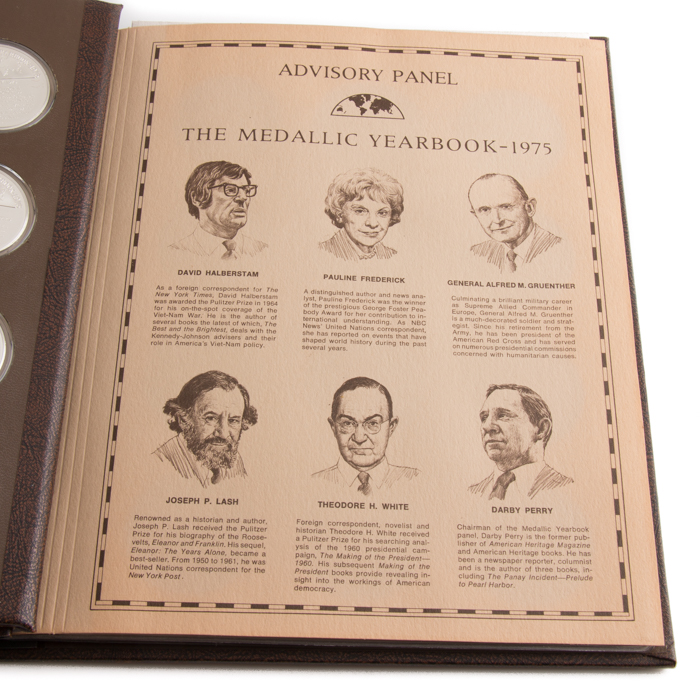 ADVISORY PANEL
THE MEDALLIC YEARBOOK-1975
DAVID HALBERSTAM
As a foreign correspondent for The
New York Times, David Halberstam
was awarded the Pulitzer Prize in 1964
for his on-the-spot coverage of the
Viet-Nam War. He is the author of
several books the latest of which, The
Best and the Brightest, deals with the
Kennedy-Johnson advisers and their
role in America's Viet-Nam policy.
PAULINE FREDERICK
A distinguished author and news ana-
lyst, Pauline Frederick was the winner
of the prestigious George Foster Pea-
body Award for her contribution to in-
ternational understanding. As NBC
News' United Nations correspondent,
she has reported on events that have
shaped world history during the past
several years.
GENERAL ALFRED M. GRUENTHER
Culminating a brilliant military career
as Supreme Allied Commander in
Europe, General Alfred M. Gruenther
is a much-decorated soldier and strat-
egist. Since his retirement from the
Army, he has been president of the
American Red Cross and has served
on numerous presidential commissions
concerned with humanitarian causes.
JOSEPH P. LASH
Renowned as a historian and author,
Joseph P. Lash received the Pulitzer
Prize for his biography of the Roose-
velts, Eleanor and Franklin. His sequel,
Eleanor: The Years Alone, became a
best-seller. From 1950 to 1961, he was
United Nations correspondent for the
New York Post.
THEODORE H. WHITE
Foreign correspondent, novelist and
historian Theodore H. White received
a Pulitzer Prize for his searching anal-
ysis of the 1960 presidential cam-
paign, The Making of the President—
1960. His subsequent Making of the
President books provide revealing in-
sight into the workings of American
democracy.
DARBY PERRY
Chairman of the Medallic Yearbook
panel, Darby Perry is the former pub-
lisher of American Heritage Magazine
and American Heritage books. He has
been a newspaper reporter, columnist
and is the author of three books, in-
cluding The Panay Incident—Prelude
to Pearl Harbor.